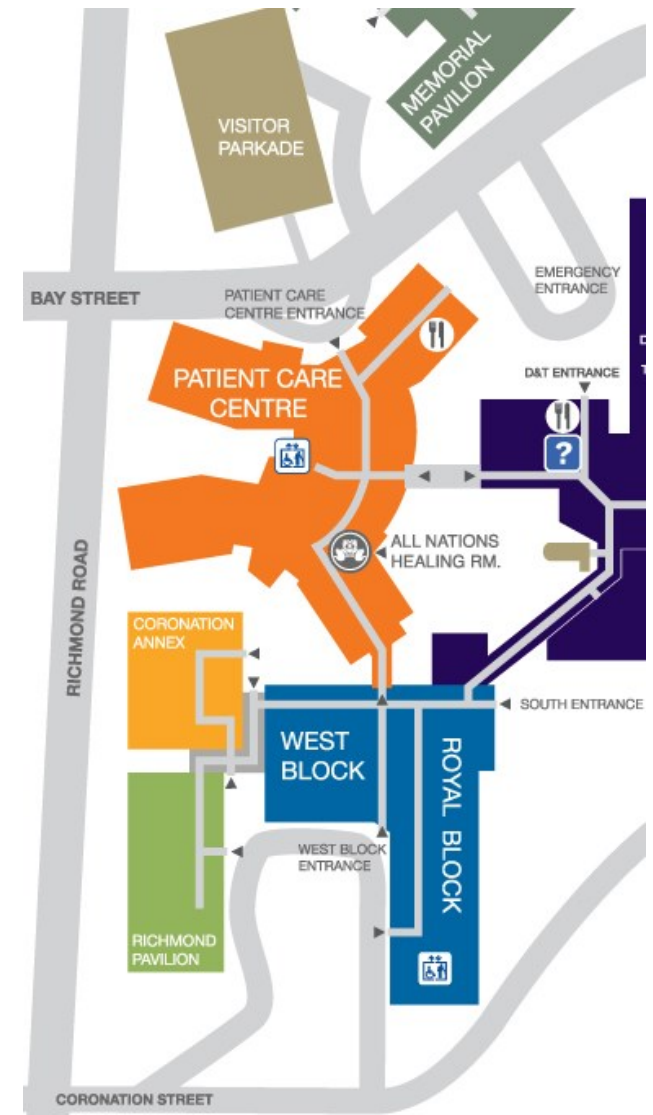 MEMORIAL
PAVILION
VISITOR
PARKADE
EMERGENCY
ENTRANCE
BAY STREET
PATIENT CARE
CENTRE ENTRANCE
D&T ENTRANCE
PATIENT CARE
CENTRE
?
ALL NATIONS
HEALING RM.
RICHMOND ROAD
CORONATION
ANNEX
SOUTH ENTRANCE
WEST
BLOCK
ROYAL BLOCK
WEST BLOCK
ENTRANCE
RICHMOND
PAVILION
CORONATION STREET